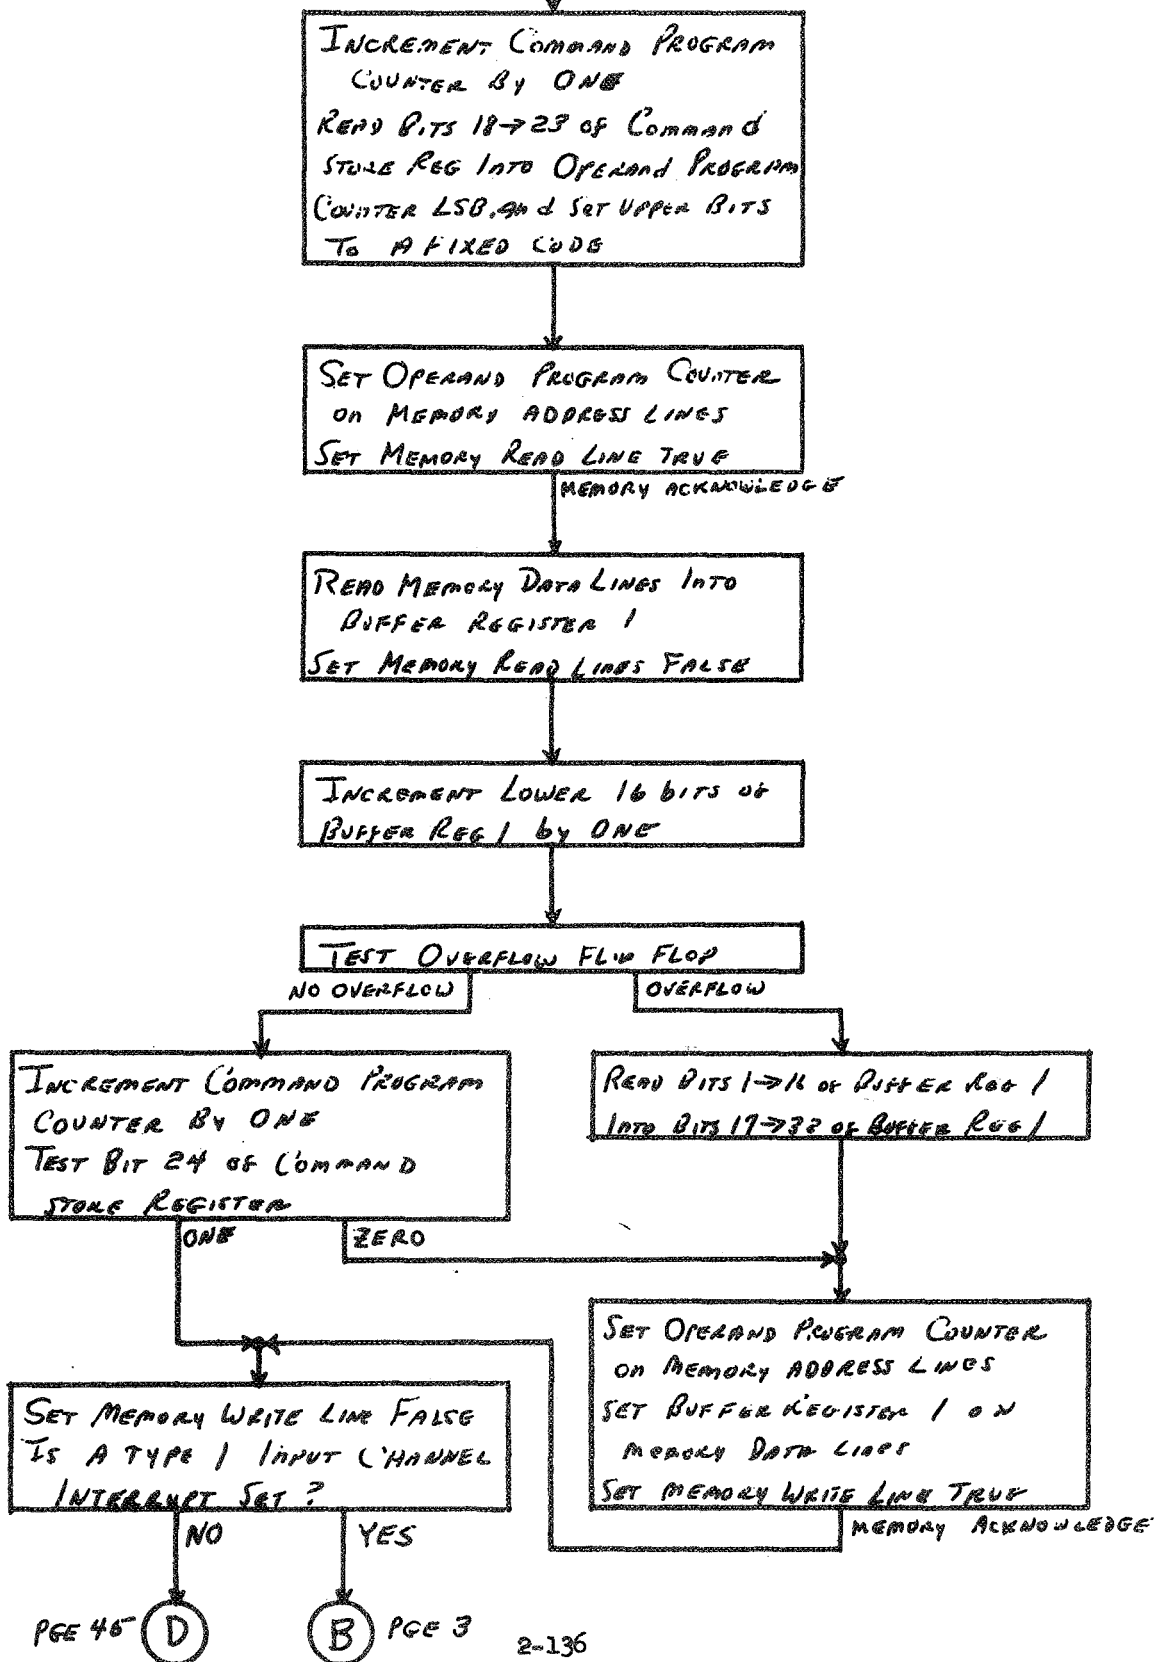 INCREMENT COMMAND PROGRAM
COUNTER BY ONE
READ BITS 18→23 OF COMMAND
STORE REG INTO OPERAND PROGRAM
COUNTER LSB, AND SET UPPER BITS
TO A FIXED CODE
SET OPERAND PROGRAM COUNTER
ON MEMORY ADDRESS LINES
SET MEMORY READ LINE TRUE
MEMORY ACKNOWLEDGE
READ MEMORY DATA LINES INTO
BUFFER REGISTER 1
SET MEMORY READ LINES FALSE
INCREMENT LOWER 16 BITS OF
BUFFER REG 1 BY ONE
TEST OVERFLOW FLIP FLOP
NO OVERFLOW
OVERFLOW
INCREMENT COMMAND PROGRAM
COUNTER BY ONE
TEST BIT 24 OF COMMAND
STORE REGISTER
READ BITS 1→16 OF BUFFER REG 1
INTO BITS 17→32 OF BUFFER REG 1
ONE
ZERO
SET OPERAND PROGRAM COUNTER
ON MEMORY ADDRESS LINES
SET BUFFER REGISTER 1 ON
MEMORY DATA LINES
SET MEMORY WRITE LINE TRUE
MEMORY ACKNOWLEDGE
SET MEMORY WRITE LINE FALSE
IS A TYPE 1 INPUT CHANNEL
INTERRUPT SET?
NO
YES
PGE 45 D
B PGE 3
2-136